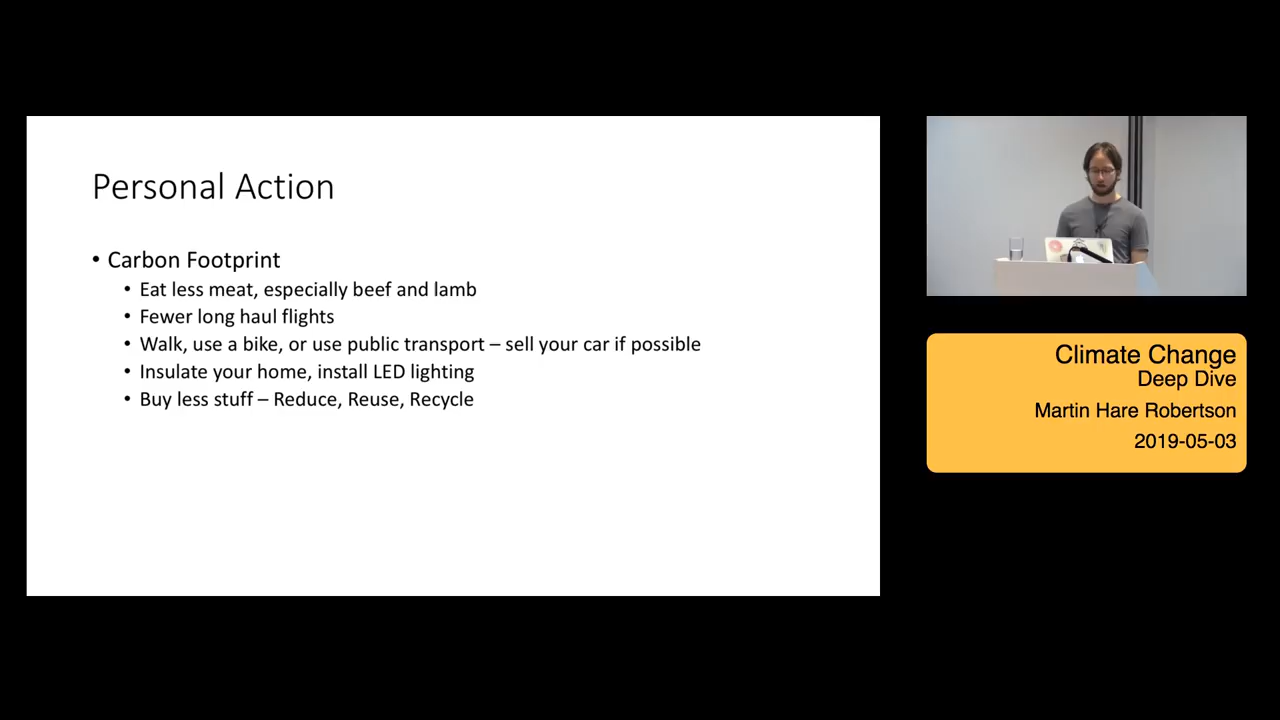 Personal Action
• Carbon Footprint
• Eat less meat, especially beef and lamb
• Fewer long haul flights
• Walk, use a bike, or use public transport – sell your car if possible
• Insulate your home, install LED lighting
• Buy less stuff – Reduce, Reuse, Recycle
Climate Change
Deep Dive
Martin Hare Robertson
2019-05-03